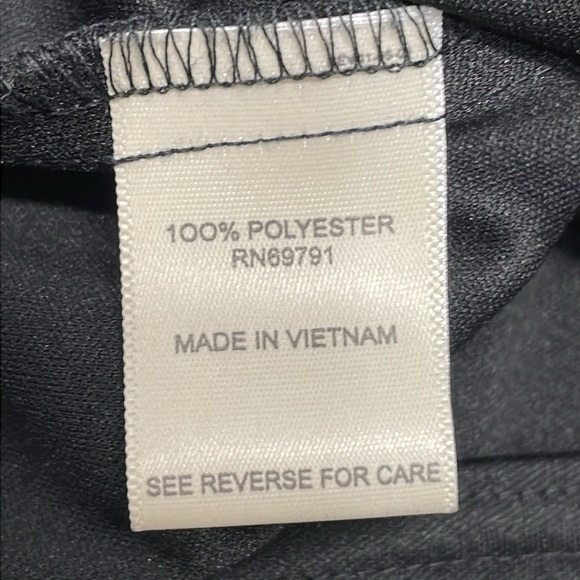 100% POLYESTER
RN69791
MADE IN VIETNAM
SEE REVERSE FOR CARE